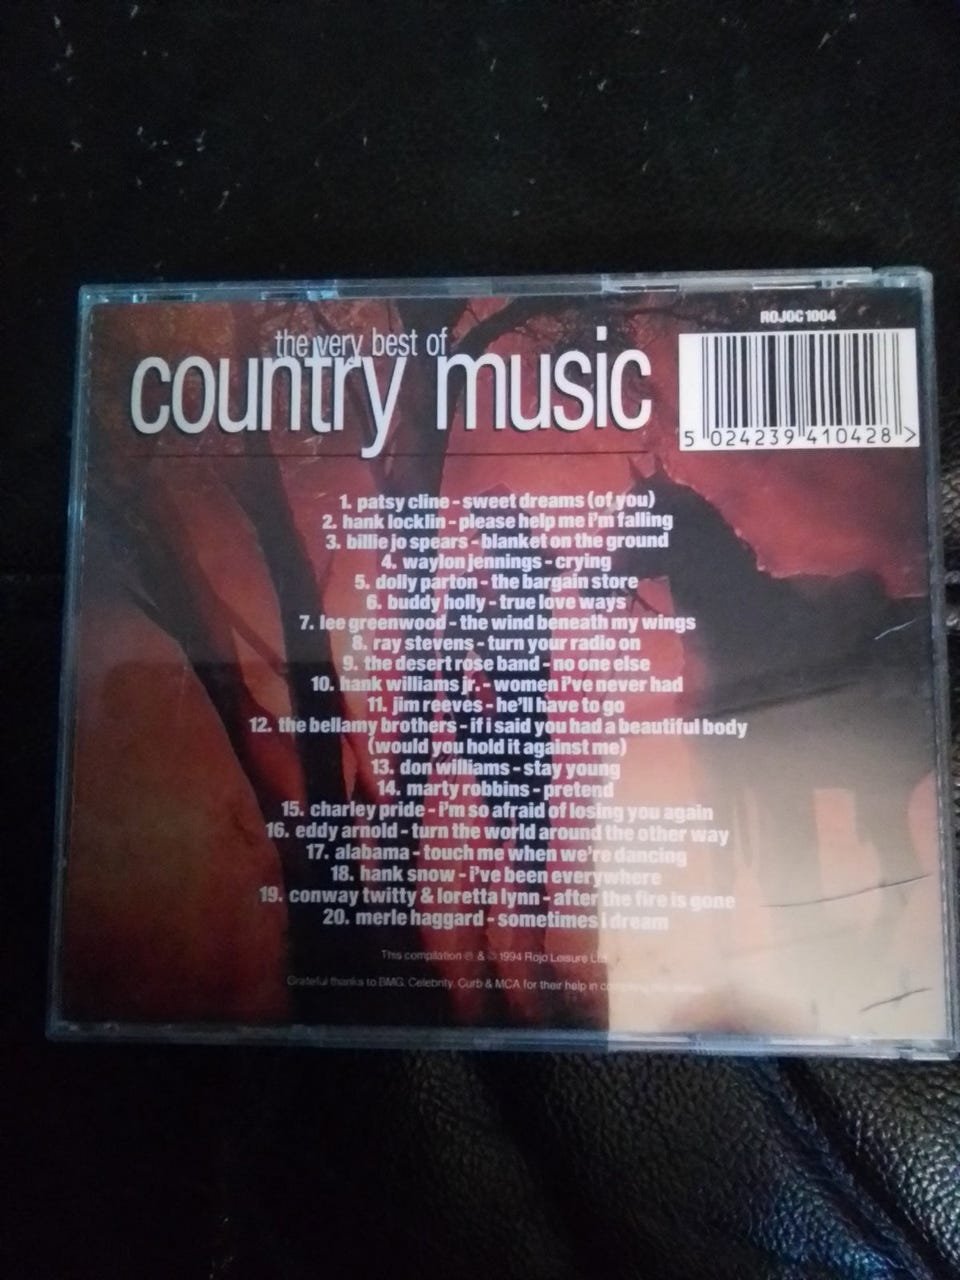 the very best of
country music
ROJOC 1004
5 024239 410428 >
1. patsy cline - sweet dreams (of you)
2. hank locklin - please help me i'm falling
3. billie jo spears - blanket on the ground
4. waylon jennings - crying
5. dolly parton - the bargain store
6. buddy holly - true love ways
7. lee greenwood - the wind beneath my wings
8. ray stevens - turn your radio on
9. the desert rose band - no one else
10. hank williams jr. - women i've never had
11. jim reeves - he'll have to go
12. the bellamy brothers - if i said you had a beautiful body
(would you hold it against me)
13. don williams - stay young
14. marty robbins - pretend
15. charley pride - i'm so afraid of losing you again
16. eddy arnold - turn the world around the other way
17. alabama - touch me when we're dancing
18. hank snow - i've been everywhere
19. conway twitty & loretta lynn - after the fire is gone
20. merle haggard - sometimes i dream
This compilation ℗ & © 1994 Rojo Leisure Ltd
Grateful thanks to BMG, Celebrity, Curb & MCA for their help in